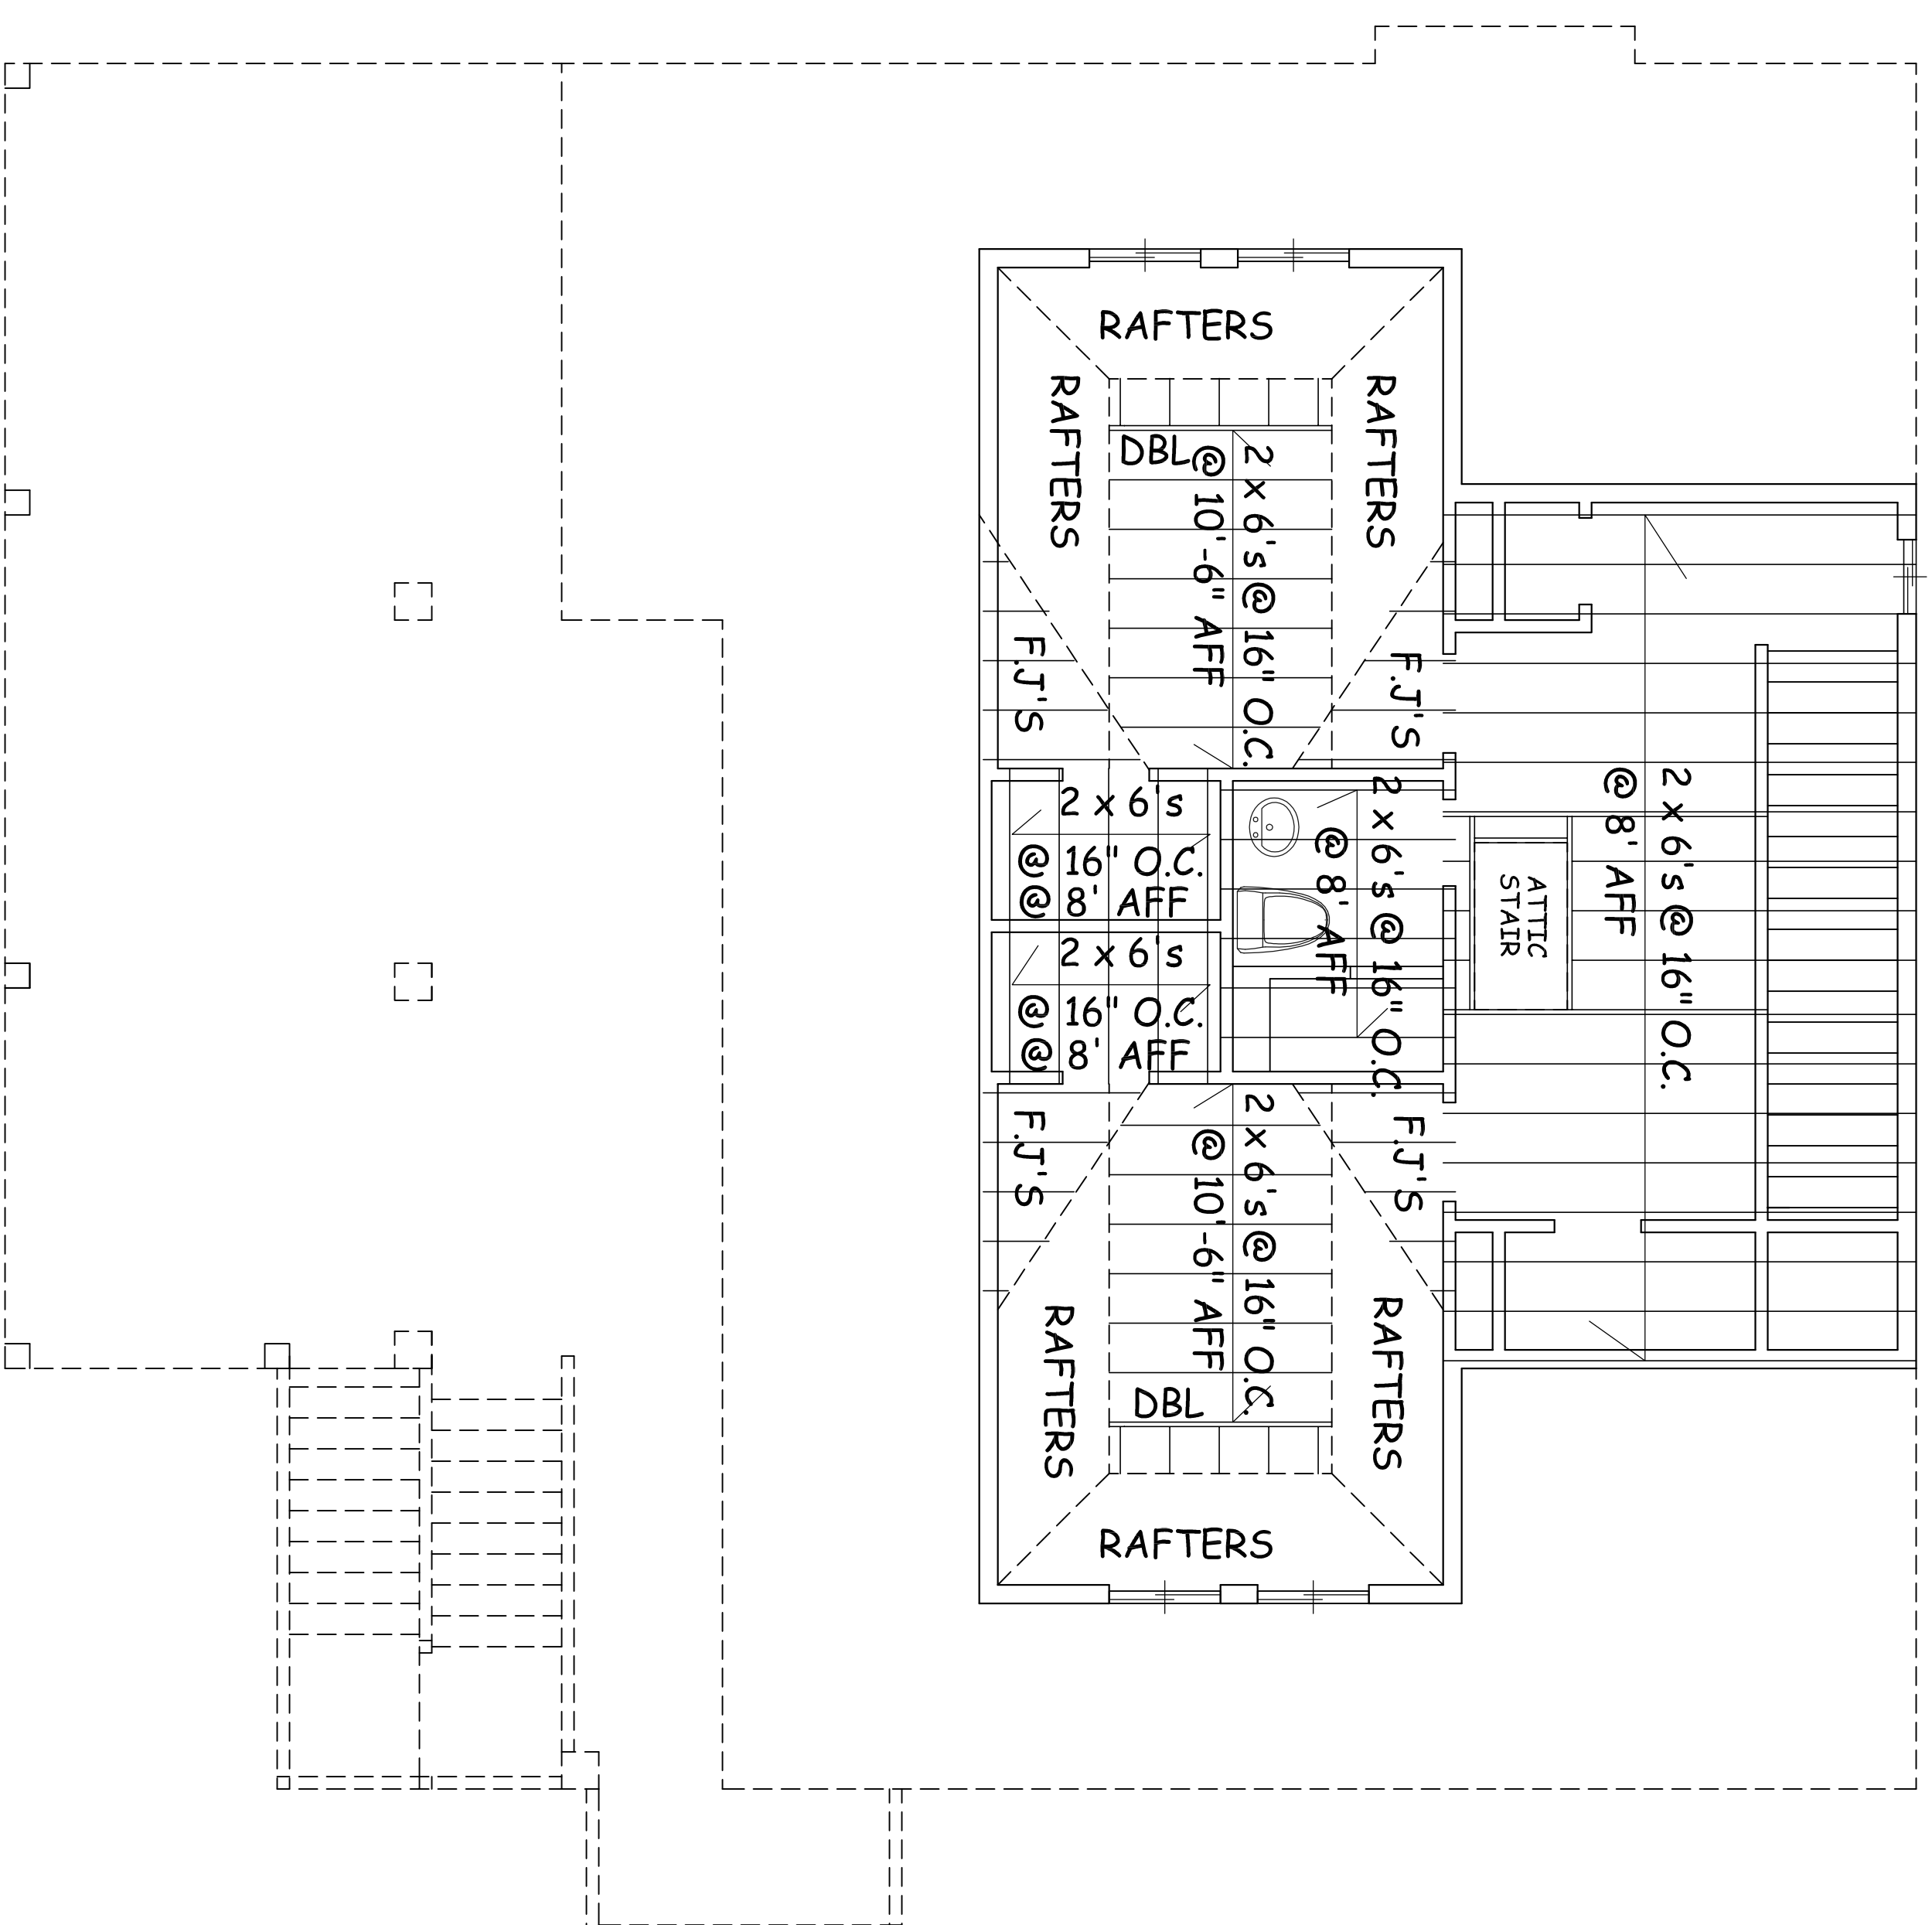 RAFTERS
RAFTERS
RAFTERS
DBL
2 x 6's @ 16" O.C.
@ 10'-6" AFF
F.J'S
F.J'S
2 x 6's
@ 16" O.C.
@ 8' AFF
2 x 6's
@ 16" O.C.
@ 8' AFF
2 x 6's @ 16" O.C.
@ 8' AFF
ATTIC
STAIR
2 x 6's @ 16" O.C.
@ 8' AFF
F.J'S
F.J'S
2 x 6's @ 16" O.C.
@ 10'-6" AFF
RAFTERS
RAFTERS
DBL
RAFTERS